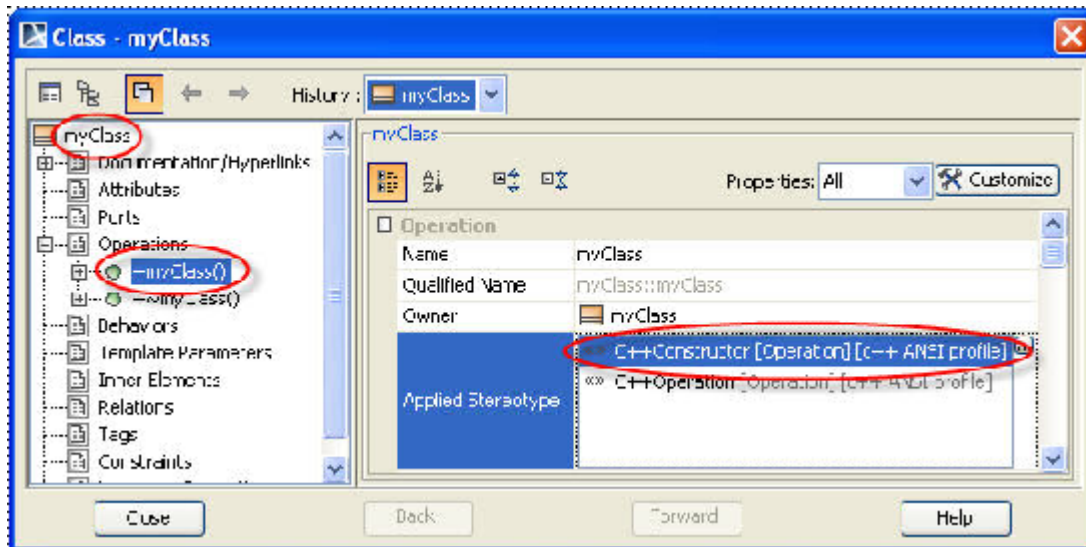 Class - myClass
History : myClass
myClass
Documentation/Hyperlinks
Attributes
Ports
Operations
+myClass()
+~myClass()
Behaviors
Template Parameters
Inner Elements
Relations
Tags
Constraints
myClass
Properties: All Customize
Operation
Name myClass
Qualified Name myClass::myClass
Owner myClass
Applied Stereotype
«» C++Constructor [Operation] [c++ ANSI profile]
«» C++Operation [Operation] [c++ ANSI profile]
Close Back Forward Help